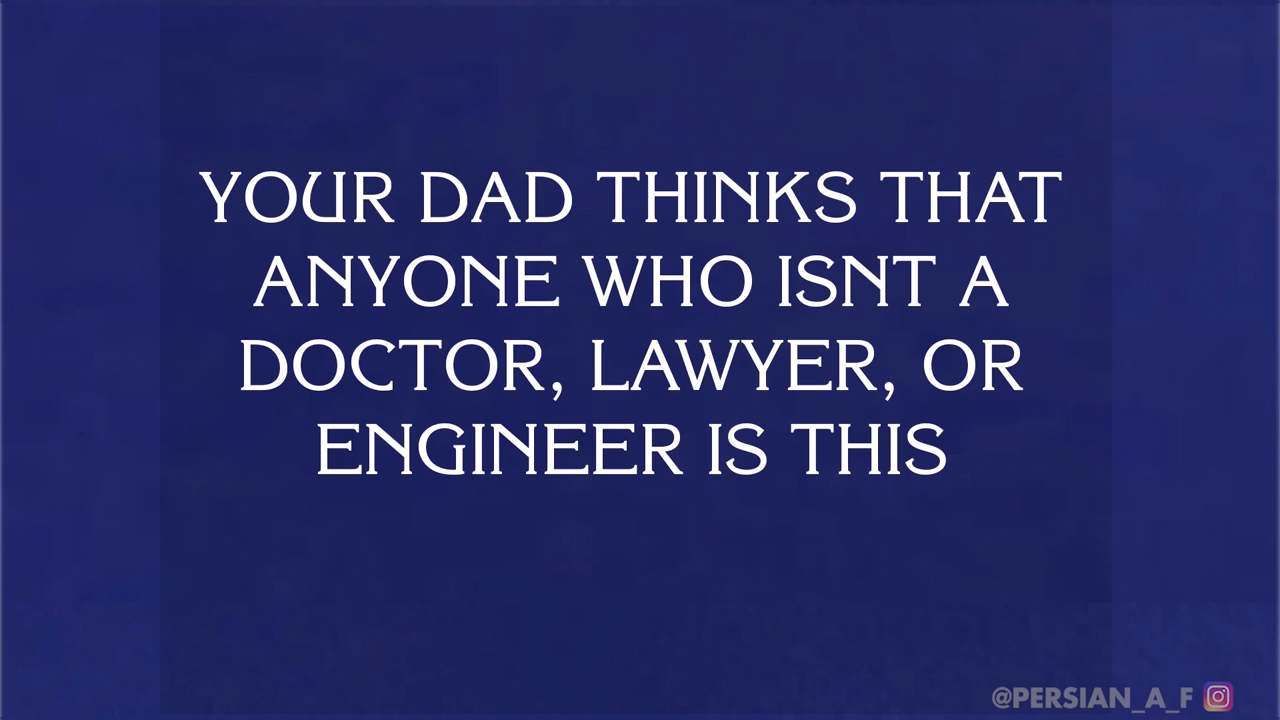 YOUR DAD THINKS THAT
ANYONE WHO ISNT A
DOCTOR, LAWYER, OR
ENGINEER IS THIS
@PERSIAN_A_F